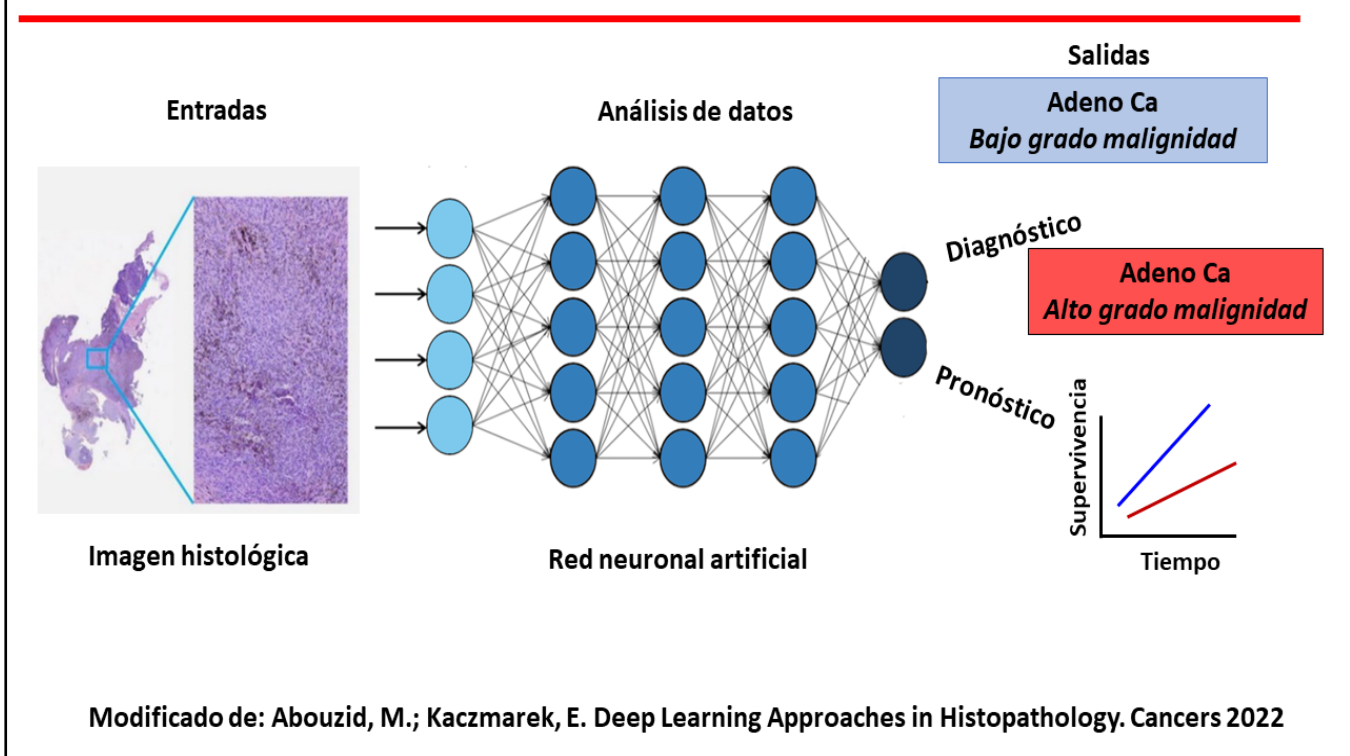 Salidas
Entradas
Análisis de datos
Adeno Ca
Bajo grado malignidad
Diagnóstico
Adeno Ca
Alto grado malignidad
Pronóstico
Supervivencia
Tiempo
Imagen histológica
Red neuronal artificial
Modificado de: Abouzid, M.; Kaczmarek, E. Deep Learning Approaches in Histopathology. Cancers 2022